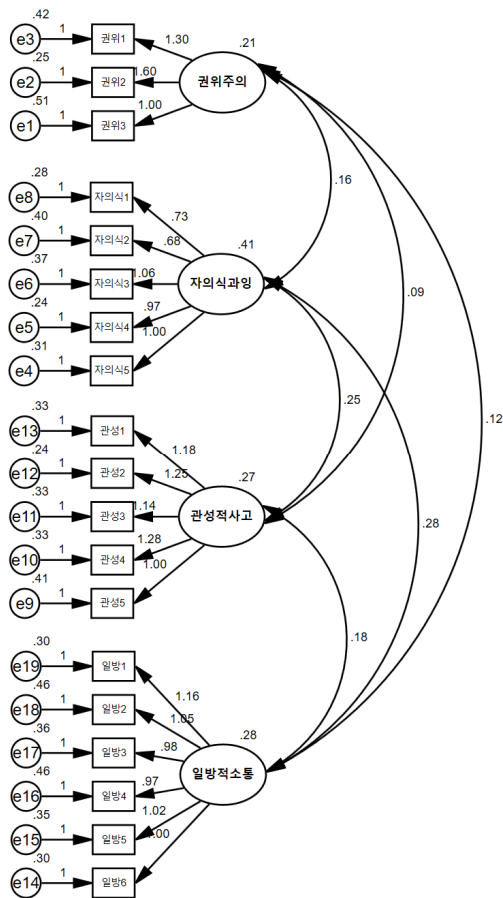 .42
e3 1 권위1 1.30 .21
.25
e2 1 권위2 1.60 권위주의
.51
e1 1 권위3 1.00
.16
.28
e8 1 자의식1 .73
.40
e7 1 자의식2 .68 .41
.37
e6 1 자의식3 1.06 자의식과잉
.09
.24
e5 1 자의식4 .97
.31
e4 1 자의식5 1.00
.25
.12
.33
e13 1 관성1 1.18
.24
e12 1 관성2 1.25 .27
.33
e11 1 관성3 1.14 관성적사고
.28
.33
e10 1 관성4 1.28
.41
e9 1 관성5 1.00
.18
.30
e19 1 일방1 1.16
.46
e18 1 일방2 1.05
.36
e17 1 일방3 .98 .28
.46
e16 1 일방4 .97 일방적소통
.35
e15 1 일방5 1.02
.30
e14 1 일방6 1.00